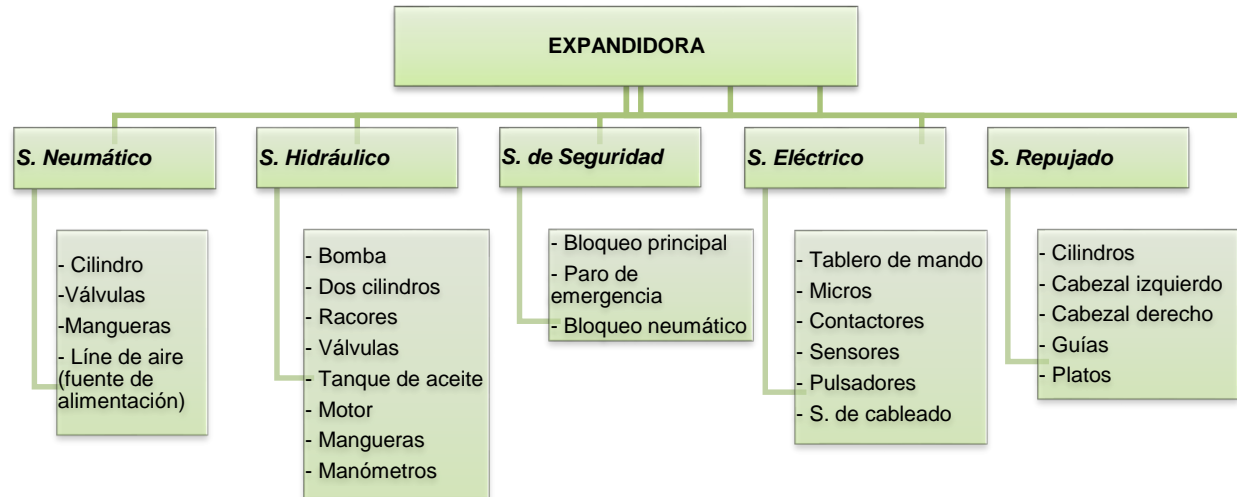 EXPANDIDORA
S. Neumático
- Cilindro
-Válvulas
-Mangueras
- Líne de aire
(fuente de
alimentación)
S. Hidráulico
- Bomba
- Dos cilindros
- Racores
- Válvulas
- Tanque de aceite
- Motor
- Mangueras
- Manómetros
S. de Seguridad
- Bloqueo principal
- Paro de
emergencia
- Bloqueo neumático
S. Eléctrico
- Tablero de mando
- Micros
- Contactores
- Sensores
- Pulsadores
- S. de cableado
S. Repujado
- Cilindros
- Cabezal izquierdo
- Cabezal derecho
- Guías
- Platos